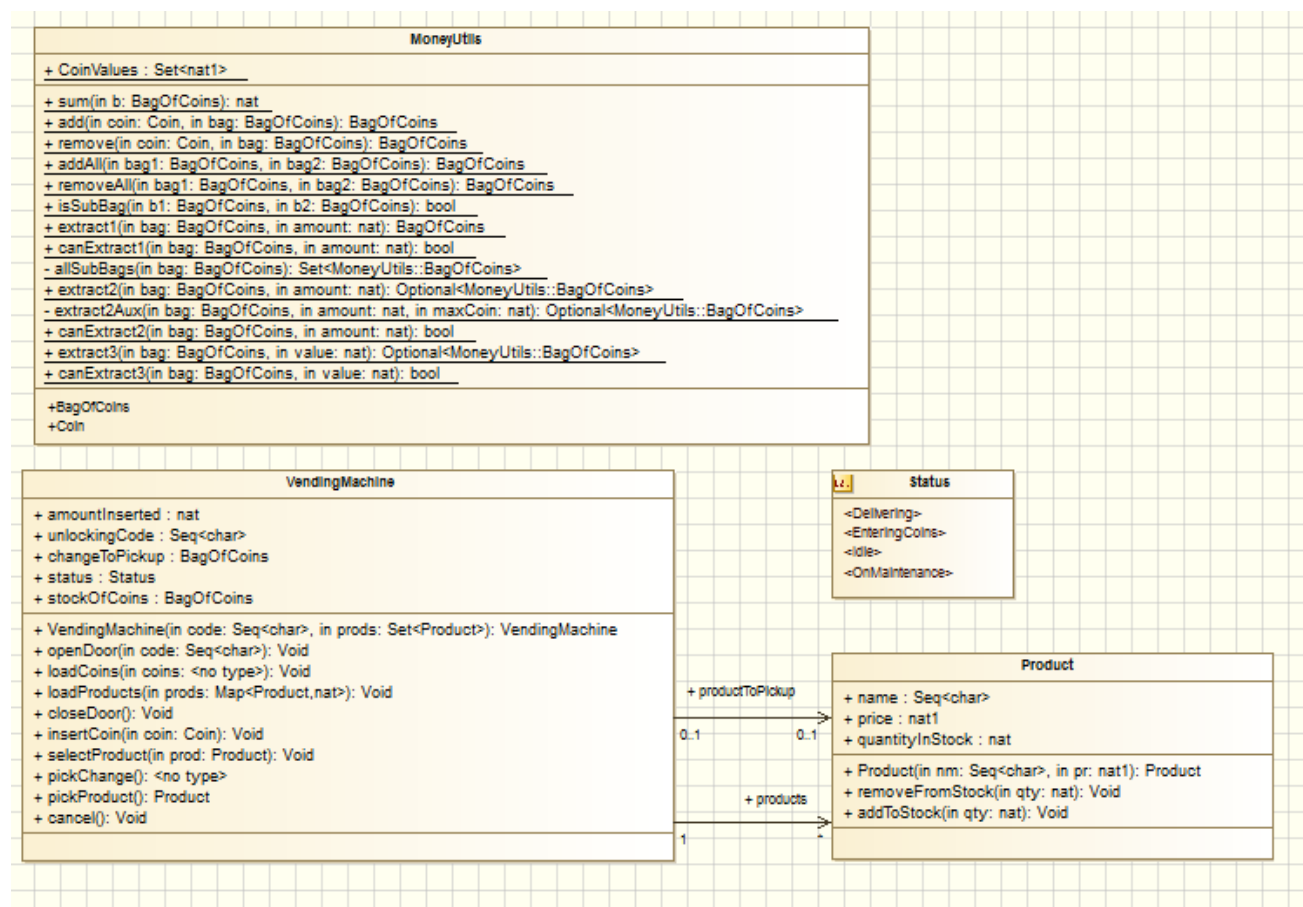 MoneyUtils
+ CoinValues : Set<nat1>
+ sum(in b: BagOfCoins): nat
+ add(in coin: Coin, in bag: BagOfCoins): BagOfCoins
+ remove(in coin: Coin, in bag: BagOfCoins): BagOfCoins
+ addAll(in bag1: BagOfCoins, in bag2: BagOfCoins): BagOfCoins
+ removeAll(in bag1: BagOfCoins, in bag2: BagOfCoins): BagOfCoins
+ isSubBag(in b1: BagOfCoins, in b2: BagOfCoins): bool
+ extract1(in bag: BagOfCoins, in amount: nat): BagOfCoins
+ canExtract1(in bag: BagOfCoins, in amount: nat): bool
- allSubBags(in bag: BagOfCoins): Set<MoneyUtils::BagOfCoins>
+ extract2(in bag: BagOfCoins, in amount: nat): Optional<MoneyUtils::BagOfCoins>
- extract2Aux(in bag: BagOfCoins, in amount: nat, in maxCoin: nat): Optional<MoneyUtils::BagOfCoins>
+ canExtract2(in bag: BagOfCoins, in amount: nat): bool
+ extract3(in bag: BagOfCoins, in value: nat): Optional<MoneyUtils::BagOfCoins>
+ canExtract3(in bag: BagOfCoins, in value: nat): bool
+BagOfCoins
+Coin
VendingMachine
+ amountInserted : nat
+ unlockingCode : Seq<char>
+ changeToPickup : BagOfCoins
+ status : Status
+ stockOfCoins : BagOfCoins
+ VendingMachine(in code: Seq<char>, in prods: Set<Product>): VendingMachine
+ openDoor(in code: Seq<char>): Void
+ loadCoins(in coins: <no type>): Void
+ loadProducts(in prods: Map<Product,nat>): Void
+ closeDoor(): Void
+ insertCoin(in coin: Coin): Void
+ selectProduct(in prod: Product): Void
+ pickChange(): <no type>
+ pickProduct(): Product
+ cancel(): Void
Status
<Delivering>
<EnteringCoins>
<Idle>
<OnMaintenance>
+ productToPickup
0..1
0..1
+ products
1
*
Product
+ name : Seq<char>
+ price : nat1
+ quantityInStock : nat
+ Product(in nm: Seq<char>, in pr: nat1): Product
+ removeFromStock(in qty: nat): Void
+ addToStock(in qty: nat): Void